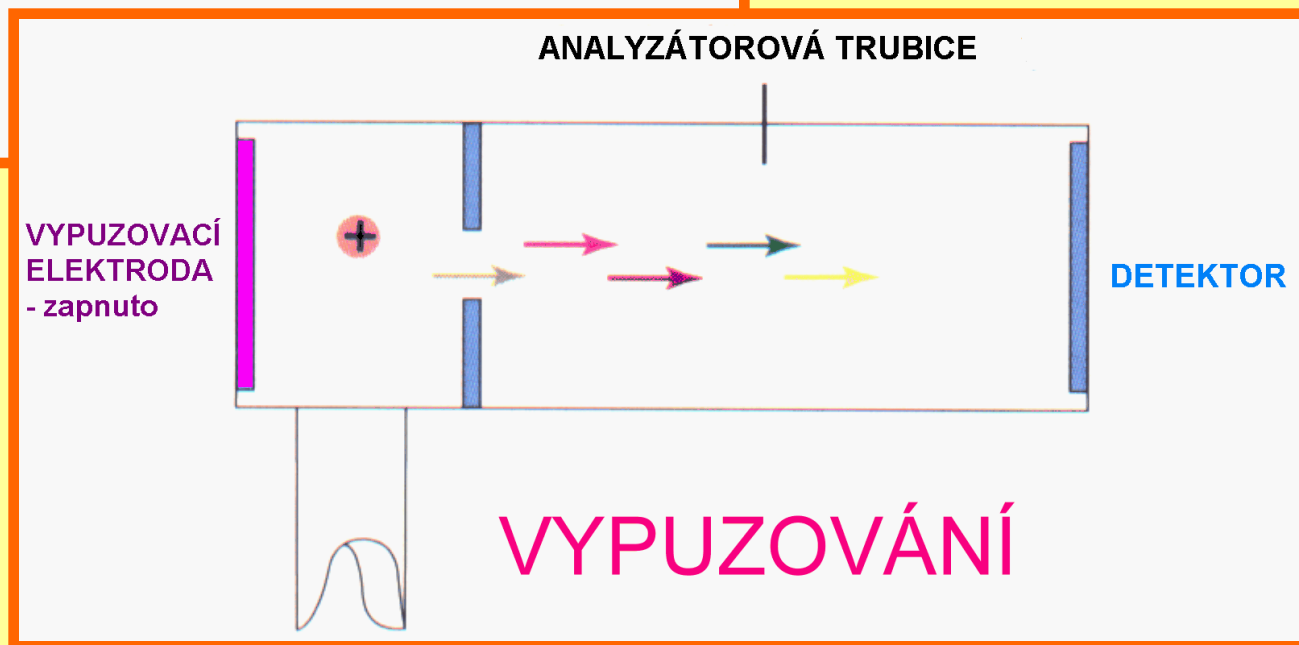 ANALYZÁTOROVÁ TRUBICE
VYPUZOVACÍ
ELEKTRODA
- zapnuto
+
DETEKTOR
VYPUZOVÁNÍ